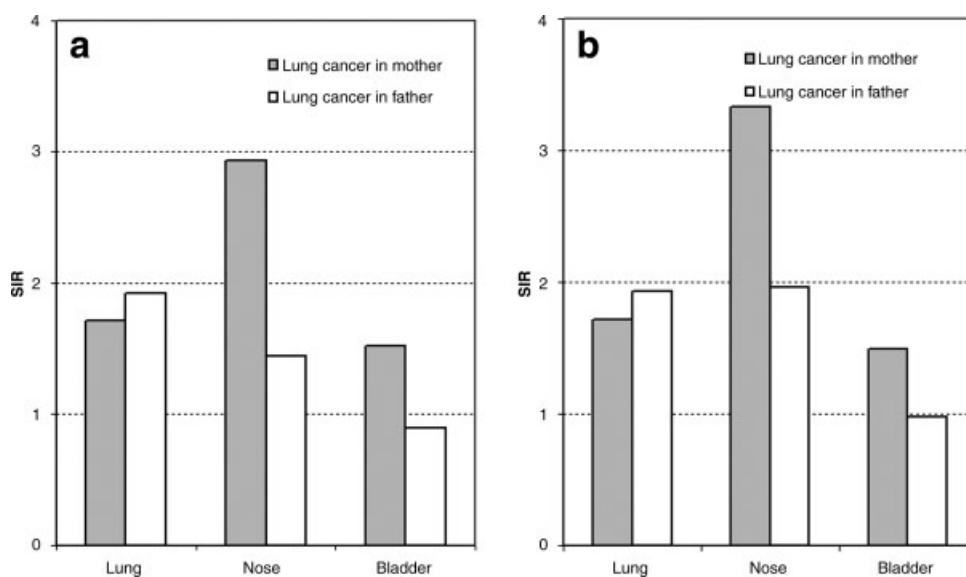 a
Lung cancer in mother
Lung cancer in father
4
3
2
1
0
SIR
Lung Nose Bladder
b
Lung cancer in mother
Lung cancer in father
4
3
2
1
0
SIR
Lung Nose Bladder